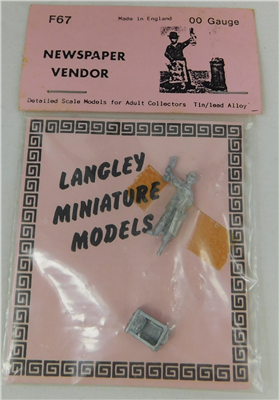 F67
Made in England
00 Gauge
NEWSPAPER
VENDOR
Detailed Scale Models for Adult Collectors Tin/lead Alloy
LANGLEY
MINIATURE
MODELS